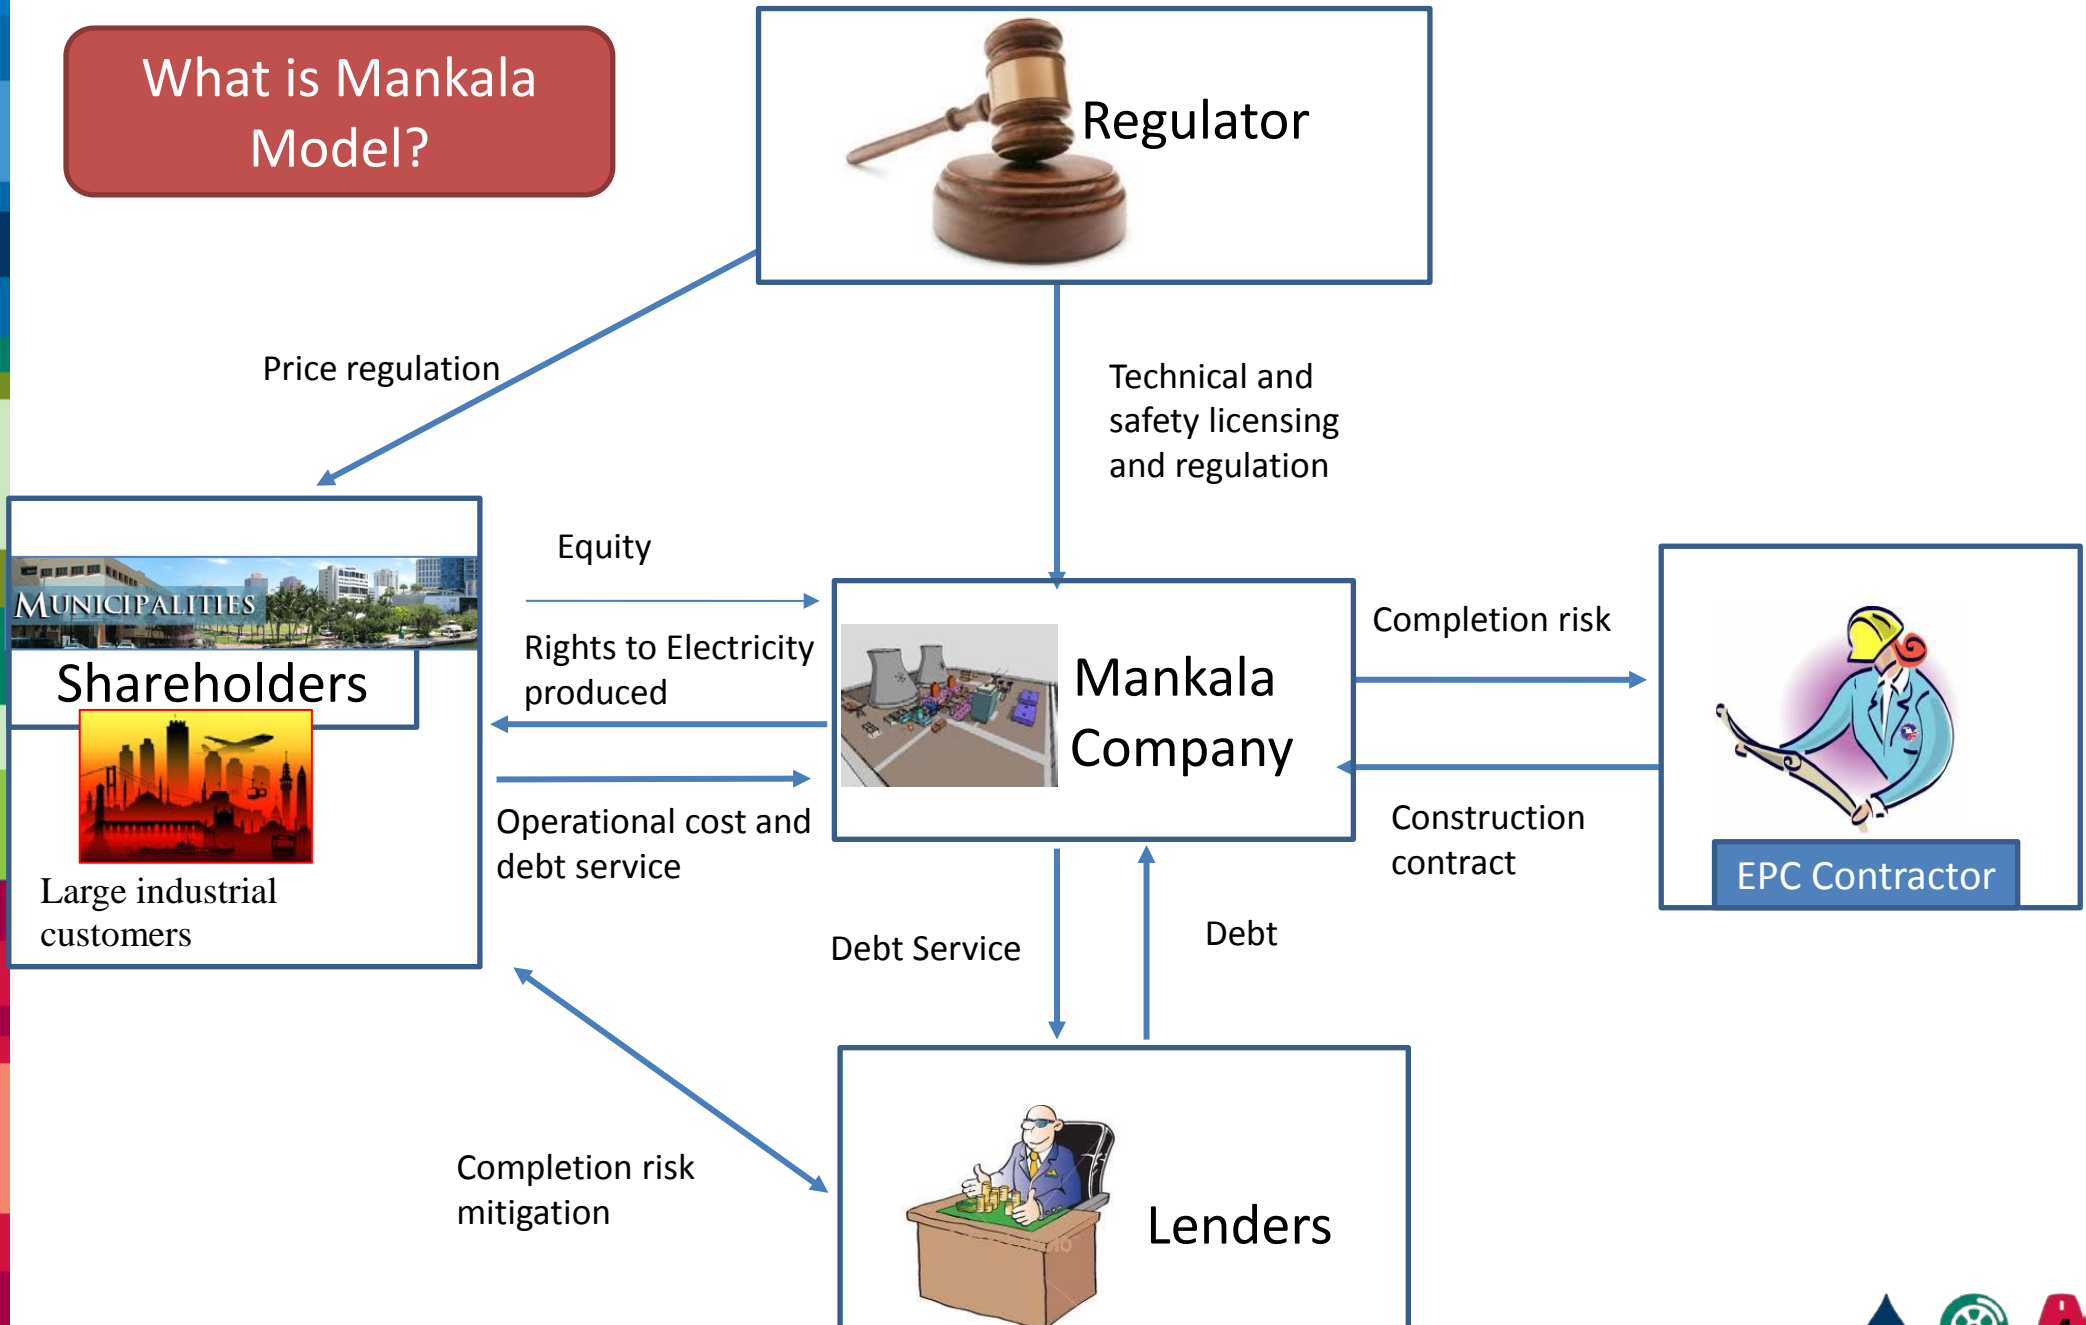 What is Mankala
Model?
Regulator
Price regulation
Technical and
safety licensing
and regulation
MUNICIPALITIES
Shareholders
Large industrial
customers
Equity
Rights to Electricity
produced
Operational cost and
debt service
Mankala
Company
Completion risk
Construction
contract
EPC Contractor
Debt Service
Debt
Completion risk
mitigation
Lenders